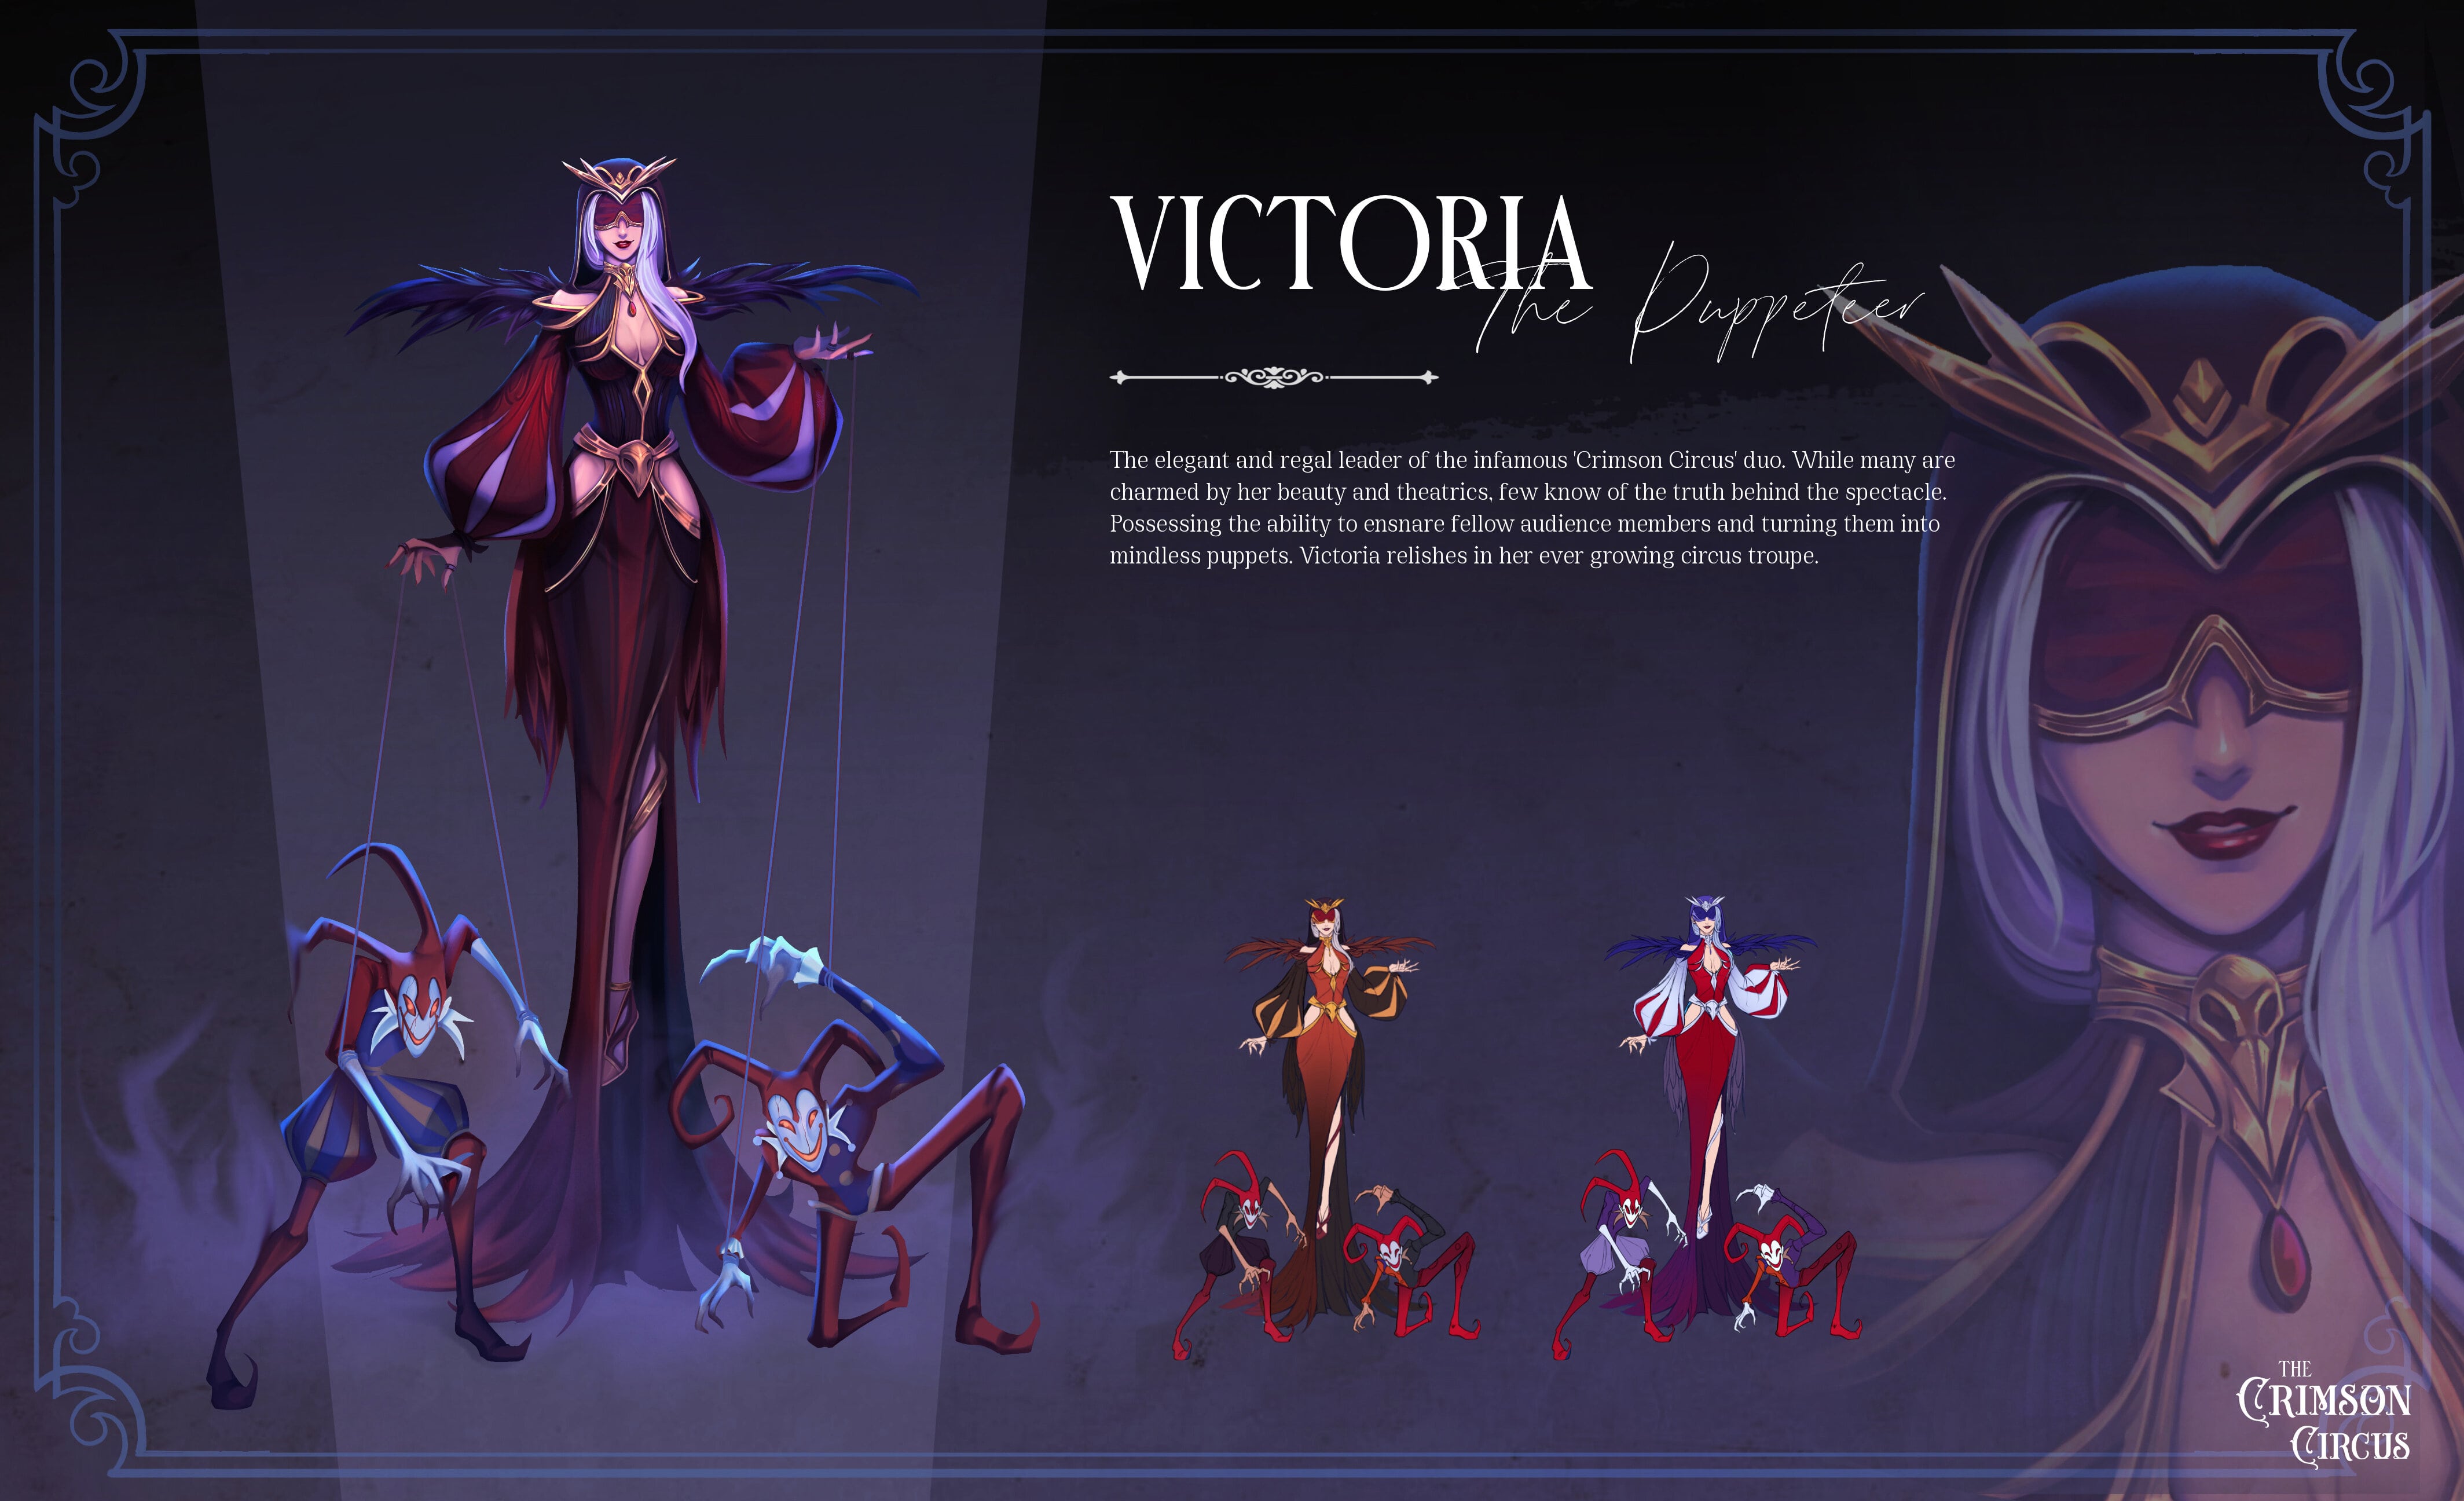 VICTORIA
The Puppeteer
The elegant and regal leader of the infamous 'Crimson Circus' duo. While many are
charmed by her beauty and theatrics, few know of the truth behind the spectacle.
Possessing the ability to ensnare fellow audience members and turning them into
mindless puppets. Victoria relishes in her ever growing circus troupe.
THE
CRIMSON
CIRCUS